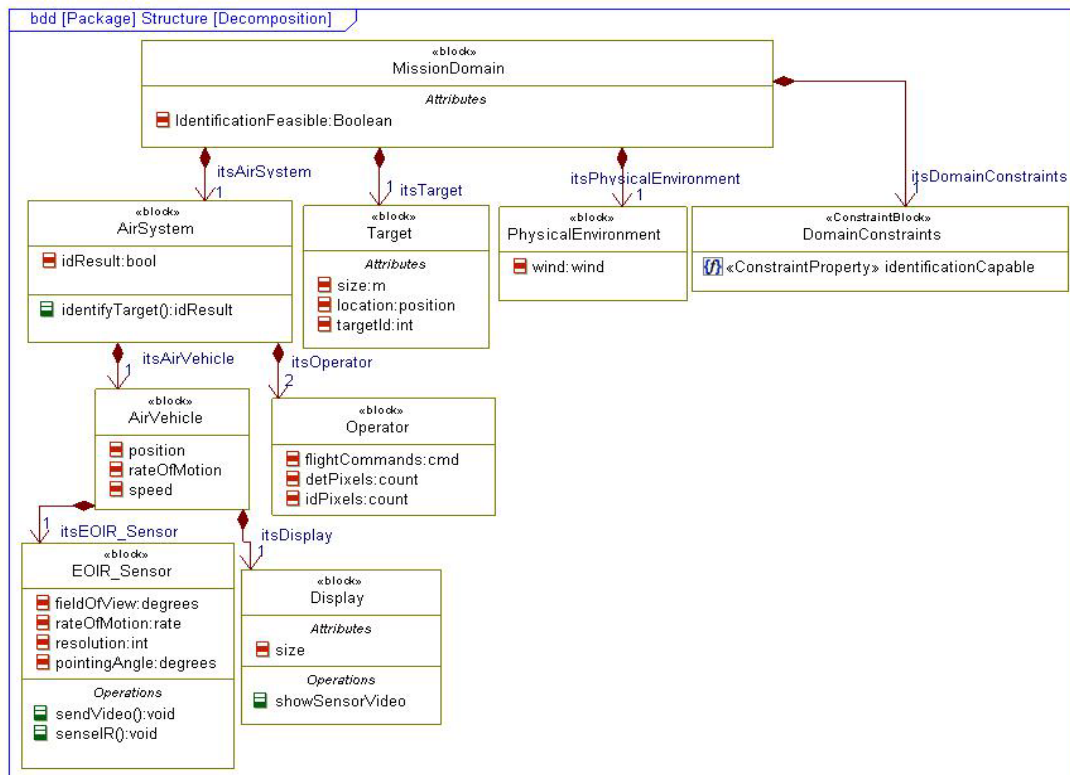 bdd [Package] Structure [Decomposition]
«block»
MissionDomain
Attributes
IdentificationFeasible:Boolean
itsAirSystem
1
itsTarget
1
itsPhysicalEnvironment
1
itsDomainConstraints
1
«block»
AirSystem
idResult:bool
identifyTarget():idResult
«block»
Target
Attributes
size:m
location:position
targetId:int
«block»
PhysicalEnvironment
wind:wind
«ConstraintBlock»
DomainConstraints
{f} «ConstraintProperty» identificationCapable
itsAirVehicle
1
itsOperator
2
«block»
AirVehicle
position
rateOfMotion
speed
«block»
Operator
flightCommands:cmd
detPixels:count
idPixels:count
1
itsEOIR_Sensor
itsDisplay
1
«block»
EOIR_Sensor
fieldOfView:degrees
rateOfMotion:rate
resolution:int
pointingAngle:degrees
Operations
sendVideo():void
senseIR():void
«block»
Display
Attributes
size
Operations
showSensorVideo